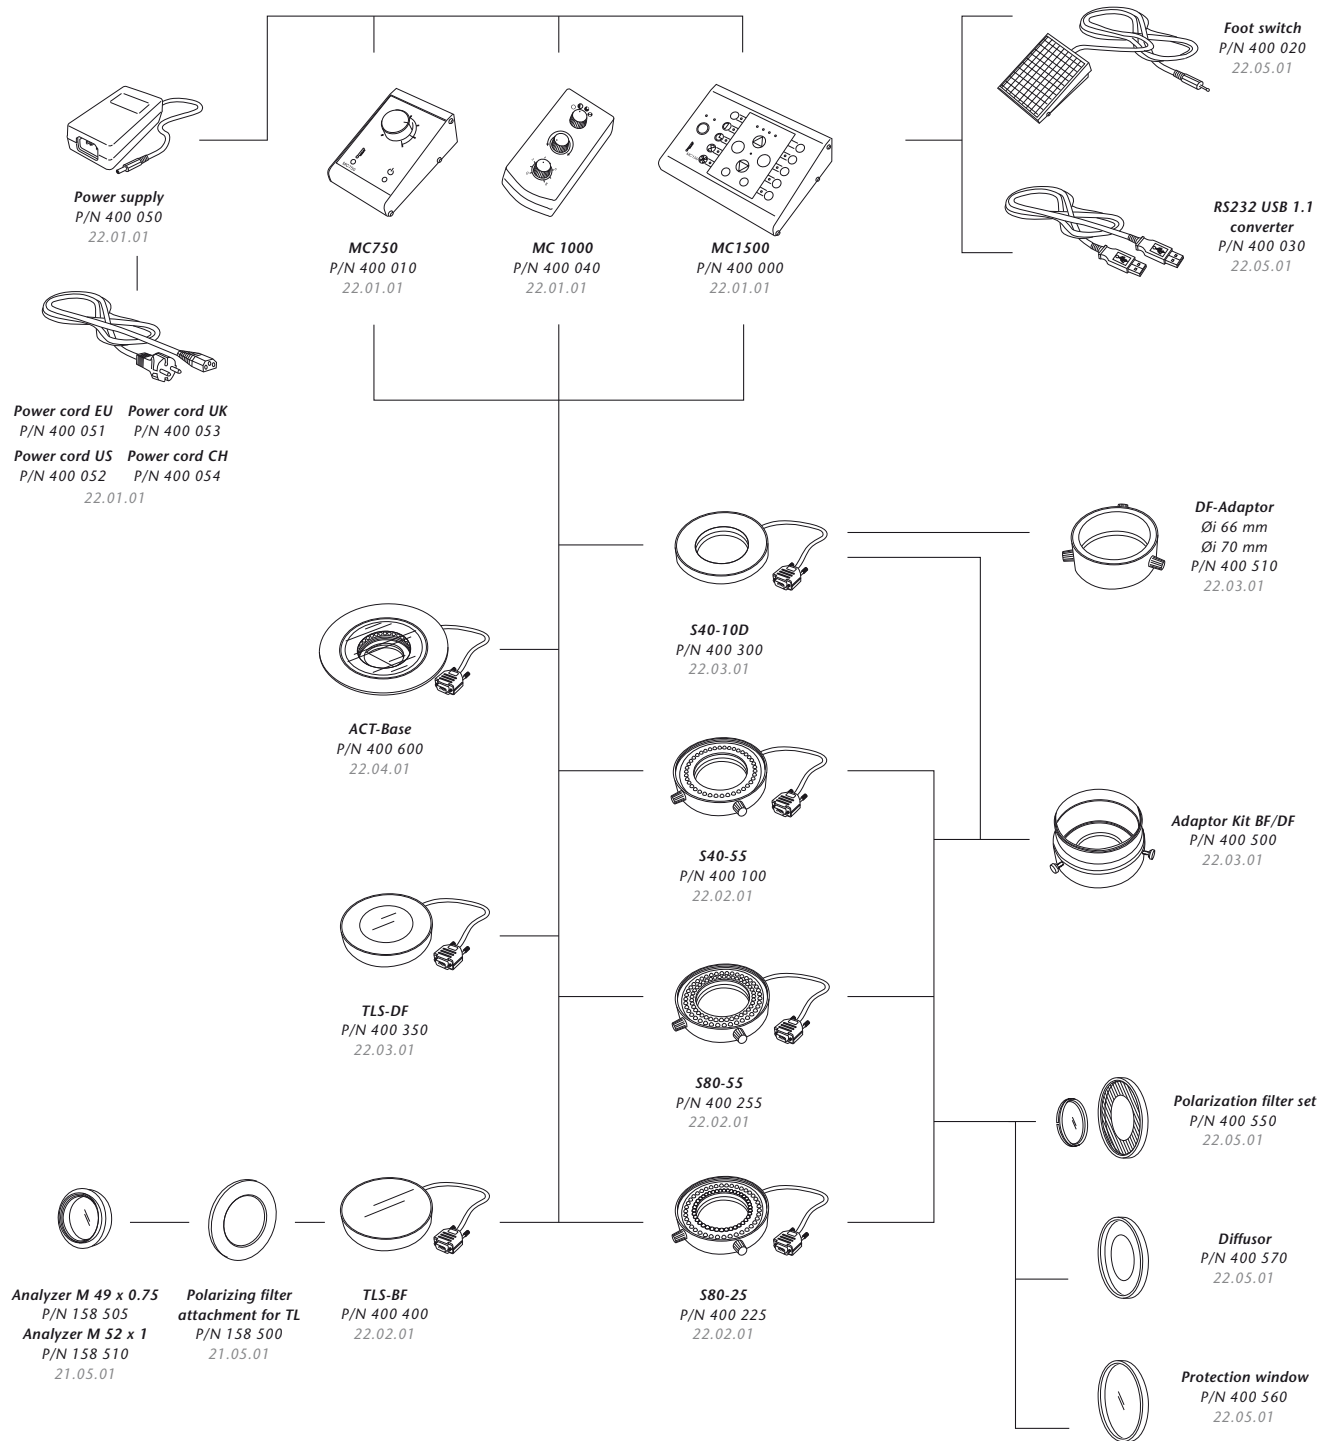 Foot switch
P/N 400 020
22.05.01
Power supply
P/N 400 050
22.01.01
MC750
P/N 400 010
22.01.01
MC 1000
P/N 400 040
22.01.01
MC1500
P/N 400 000
22.01.01
RS232 USB 1.1
converter
P/N 400 030
22.05.01
Power cord EU
P/N 400 051
Power cord UK
P/N 400 053
Power cord US
P/N 400 052
Power cord CH
P/N 400 054
22.01.01
DF-Adaptor
Øi 66 mm
Øi 70 mm
P/N 400 510
22.03.01
S40-10D
P/N 400 300
22.03.01
ACT-Base
P/N 400 600
22.04.01
S40-55
P/N 400 100
22.02.01
Adaptor Kit BF/DF
P/N 400 500
22.03.01
TLS-DF
P/N 400 350
22.03.01
S80-55
P/N 400 255
22.02.01
Polarization filter set
P/N 400 550
22.05.01
Diffusor
P/N 400 570
22.05.01
Analyzer M 49 x 0.75
P/N 158 505
Analyzer M 52 x 1
P/N 158 510
21.05.01
Polarizing filter
attachment for TL
P/N 158 500
21.05.01
TLS-BF
P/N 400 400
22.02.01
S80-25
P/N 400 225
22.02.01
Protection window
P/N 400 560
22.05.01